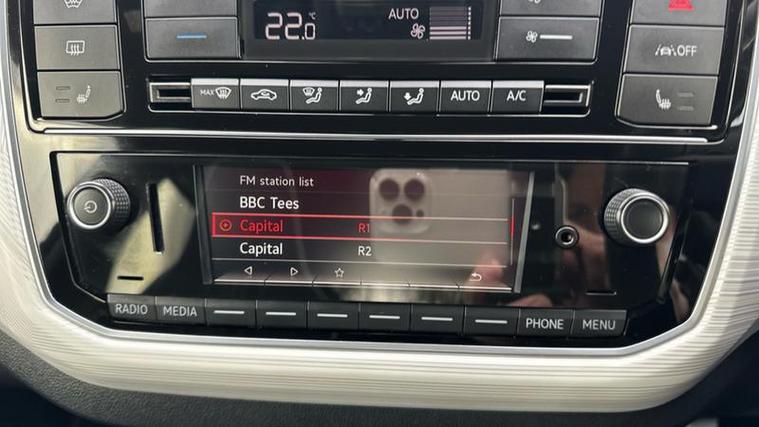 22.0 °C AUTO
OFF
MAX AUTO A/C
FM station list
BBC Tees
Capital R1
Capital R2
RADIO MEDIA PHONE MENU